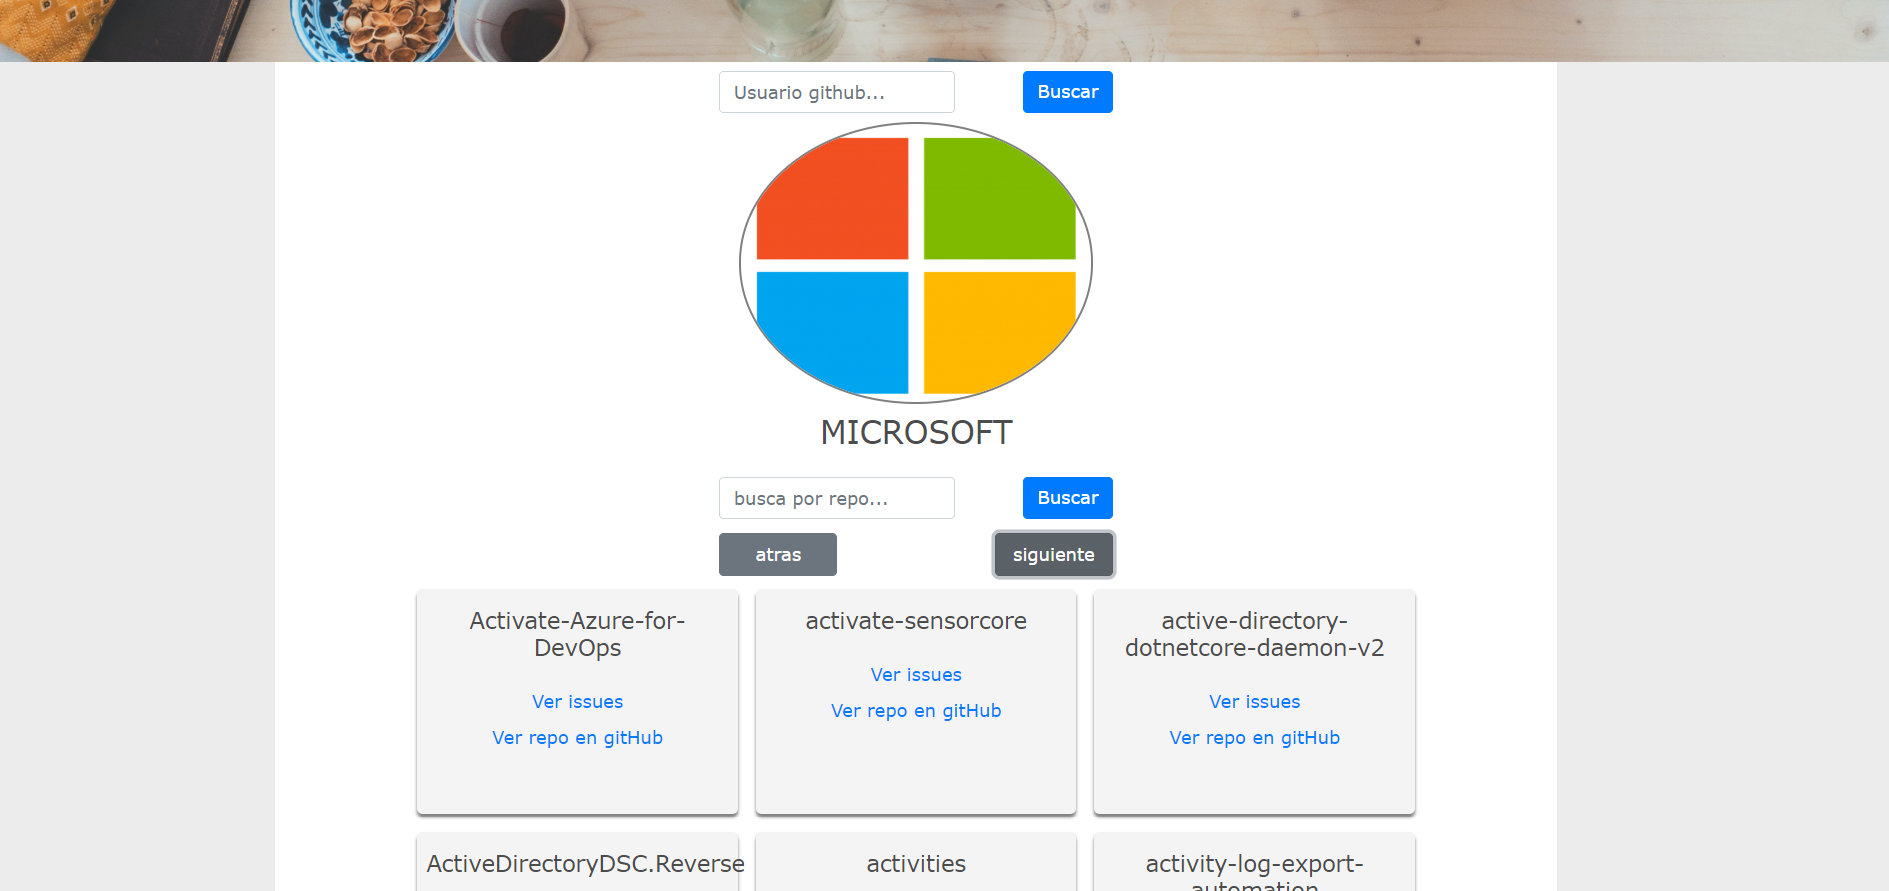 Usuario github...
Buscar
MICROSOFT
busca por repo...
Buscar
atras
siguiente
Activate-Azure-for-
DevOps
Ver issues
Ver repo en gitHub
activate-sensorcore
Ver issues
Ver repo en gitHub
active-directory-
dotnetcore-daemon-v2
Ver issues
Ver repo en gitHub
ActiveDirectoryDSC.Reverse
activities
activity-log-export-
automation